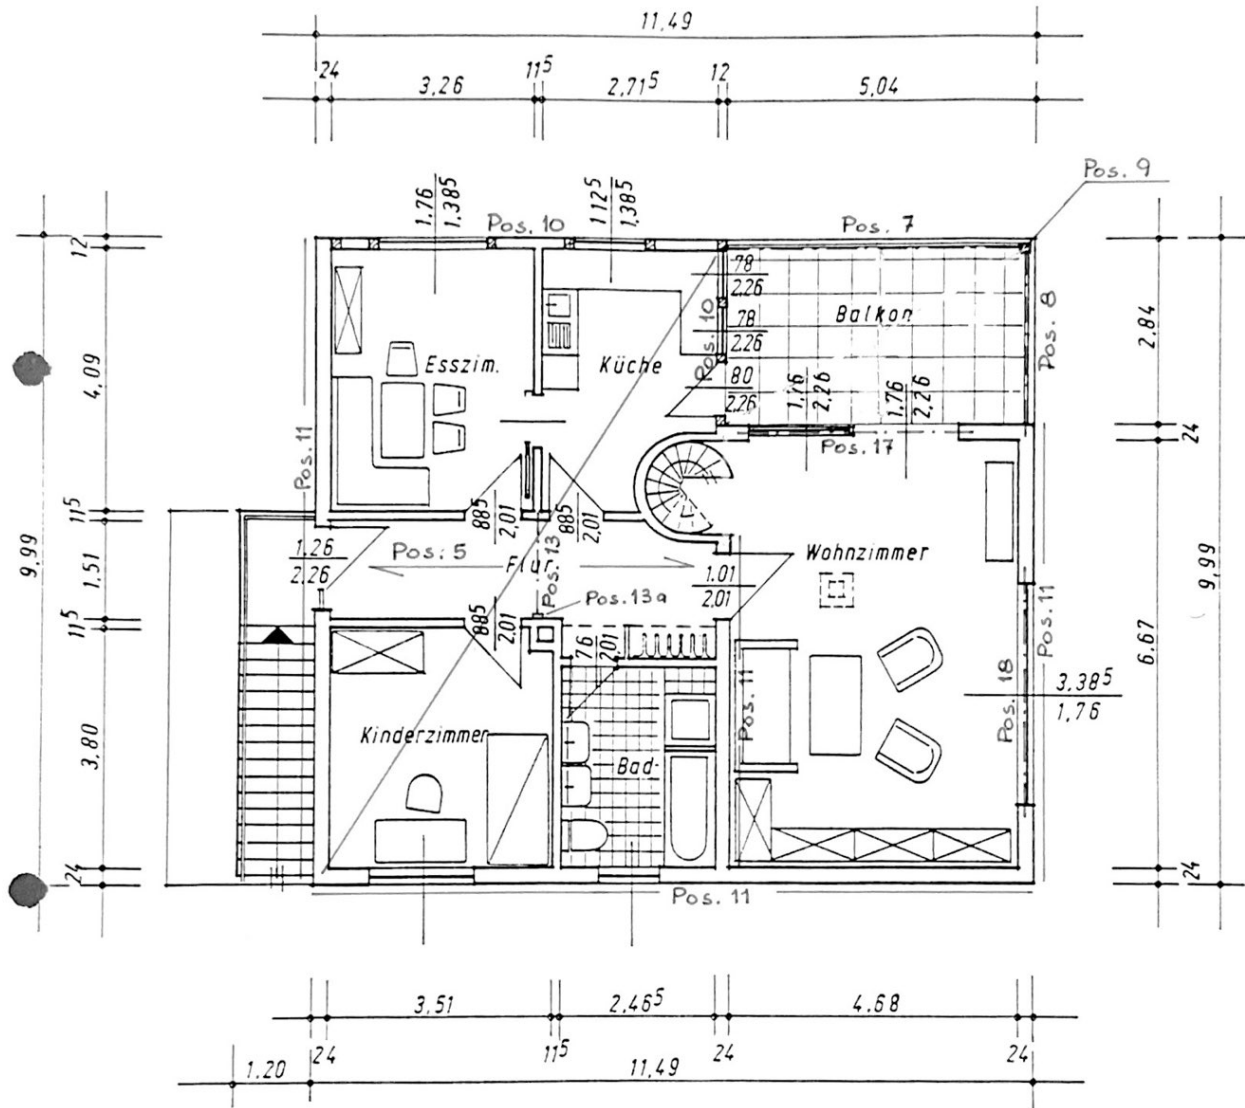 11,49
24
3,26
11⁵
2,71⁵
12
5,04
Pos. 9
1.76
1,38⁵
Pos. 10
1 12⁵
1,38⁵
Pos. 7
12
78
2.26
Balkon
Pos. 8
2,84
78
2.26
Pos. 10
Esszim.
Küche
4,09
80
2.26
1,76
2,26
1,76
2,26
24
Pos. 11
Pos. 17
11⁵
88⁵
2,01
88⁵
2,01
9,99
1,51
1.26
2.26
Pos. 5
Flur.
Pos. 13
Wohnzimmer
1.01
2.01
9,99
11⁵
88⁵
2,01
Pos. 13a
76
2,01
Pos. 11
6,67
Pos. 11
Pos. 18
3,38⁵
1,76
3,80
Kinderzimmer
Bad
24
24
Pos. 11
3,51
2,46⁵
4,68
24
11⁵
24
24
1.20
11,49